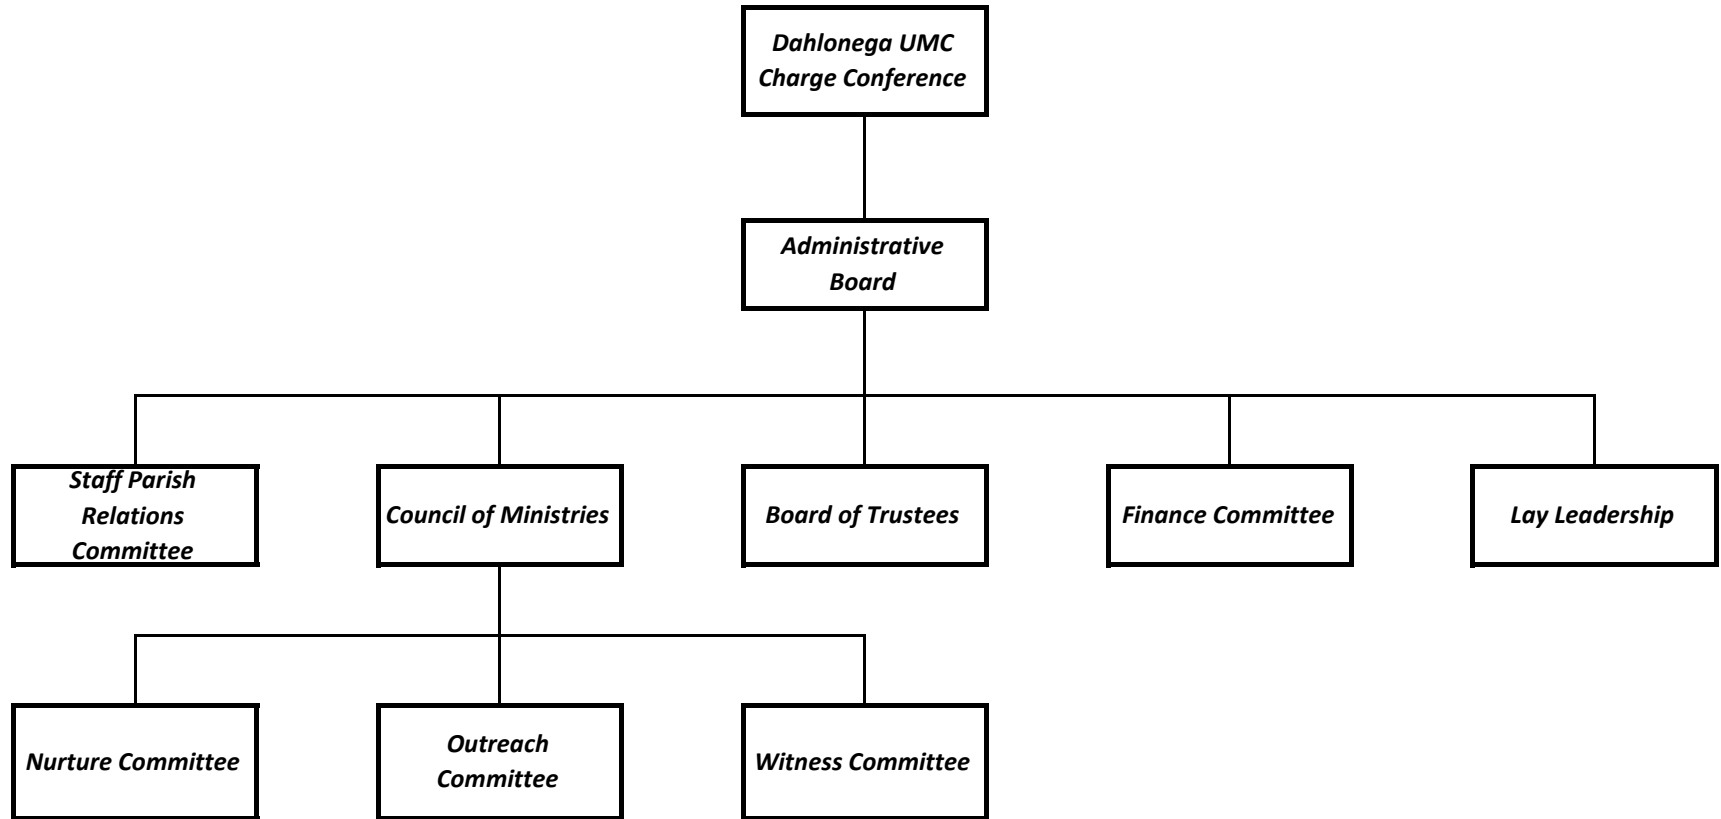 Dahlonega UMC
Charge Conference
Administrative
Board
Staff Parish
Relations
Committee
Council of Ministries
Board of Trustees
Finance Committee
Lay Leadership
Nurture Committee
Outreach
Committee
Witness Committee